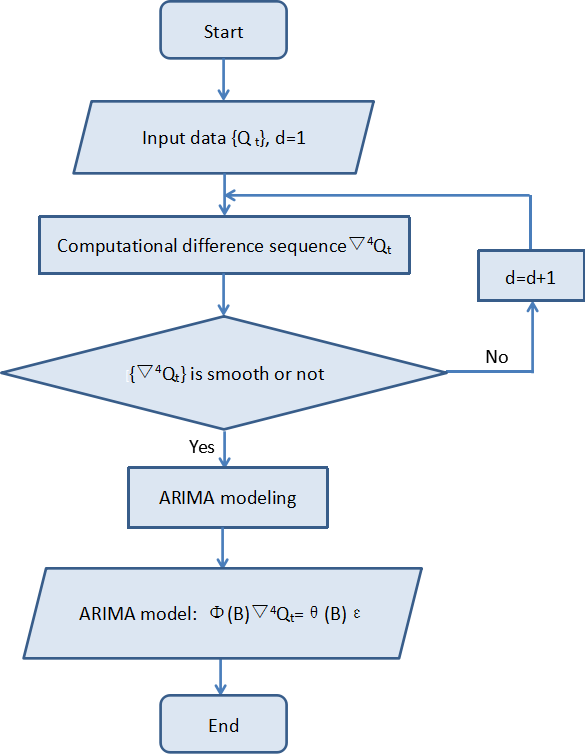 Start
Input data {Q t}, d=1
Computational difference sequence▽⁴Qₜ
d=d+1
{▽⁴Qₜ} is smooth or not
No
Yes
ARIMA modeling
ARIMA model: Φ(B)▽⁴Qₜ=θ(B) ε
End